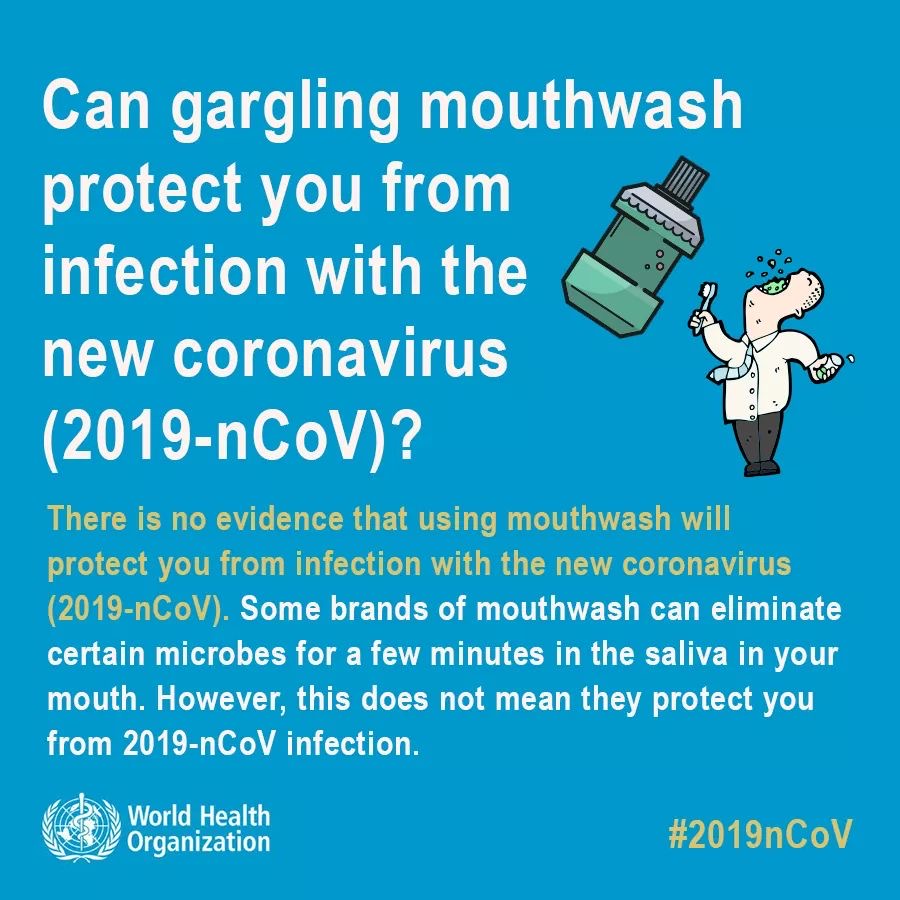 Can gargling mouthwash
protect you from
infection with the
new coronavirus
(2019-nCoV)?
There is no evidence that using mouthwash will
protect you from infection with the new coronavirus
(2019-nCoV). Some brands of mouthwash can eliminate
certain microbes for a few minutes in the saliva in your
mouth. However, this does not mean they protect you
from 2019-nCoV infection.
World Health
Organization
#2019nCoV